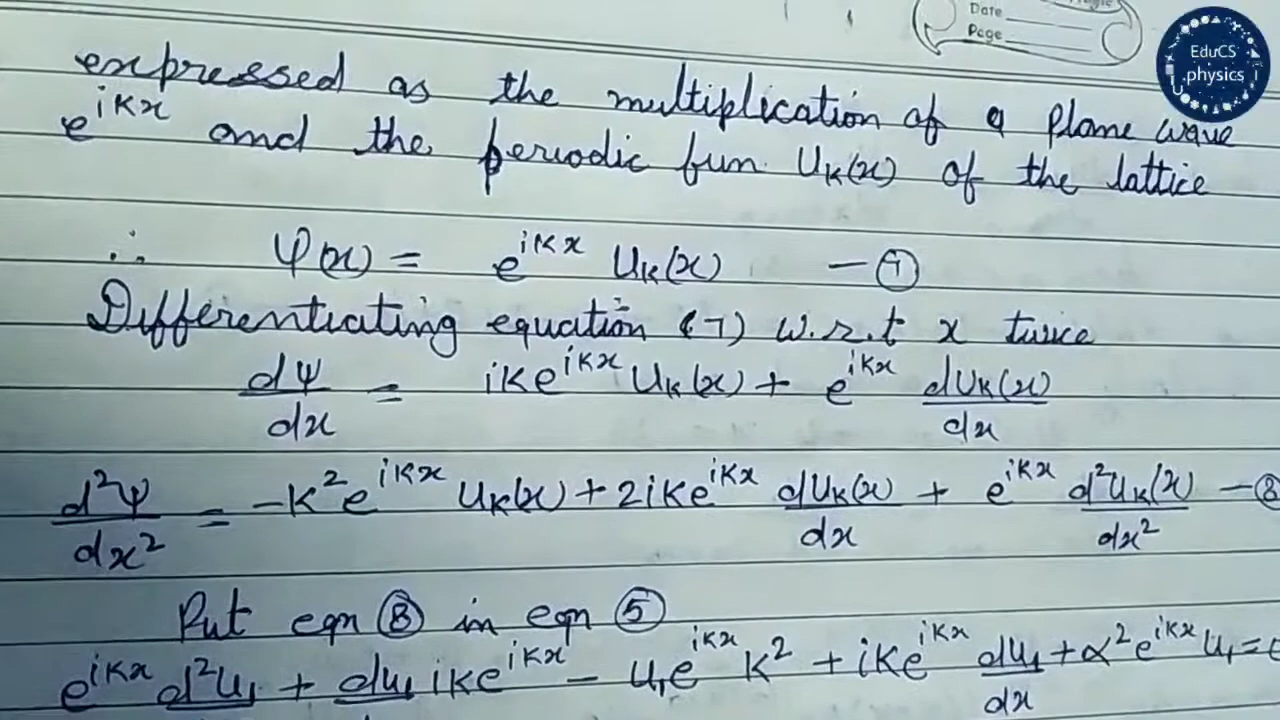 Date
Page
EduCS
.physics
expressed as the multiplication of a plane wave
e^{ikx} and the periodic fun. U_k(x) of the lattice
∴ Ψ(x) = e^{ikx} U_k(x) — ⑦
Differentiating equation (7) w.r.t x twice
dΨ/dx = ike^{ikx} U_k(x) + e^{ikx} dU_k(x)/dx
d²Ψ/dx² = -k²e^{ikx} U_k(x) + 2ike^{ikx} dU_k(x)/dx + e^{ikx} d²U_k(x)/dx² — ⑧
Put eqn ⑧ in eqn ⑤
e^{ikx} d²u₁ + du₁ ike^{ikx} - u₁e^{ikx} k² + ike^{ikx} du₁/dx + α²e^{ikx} u₁ =